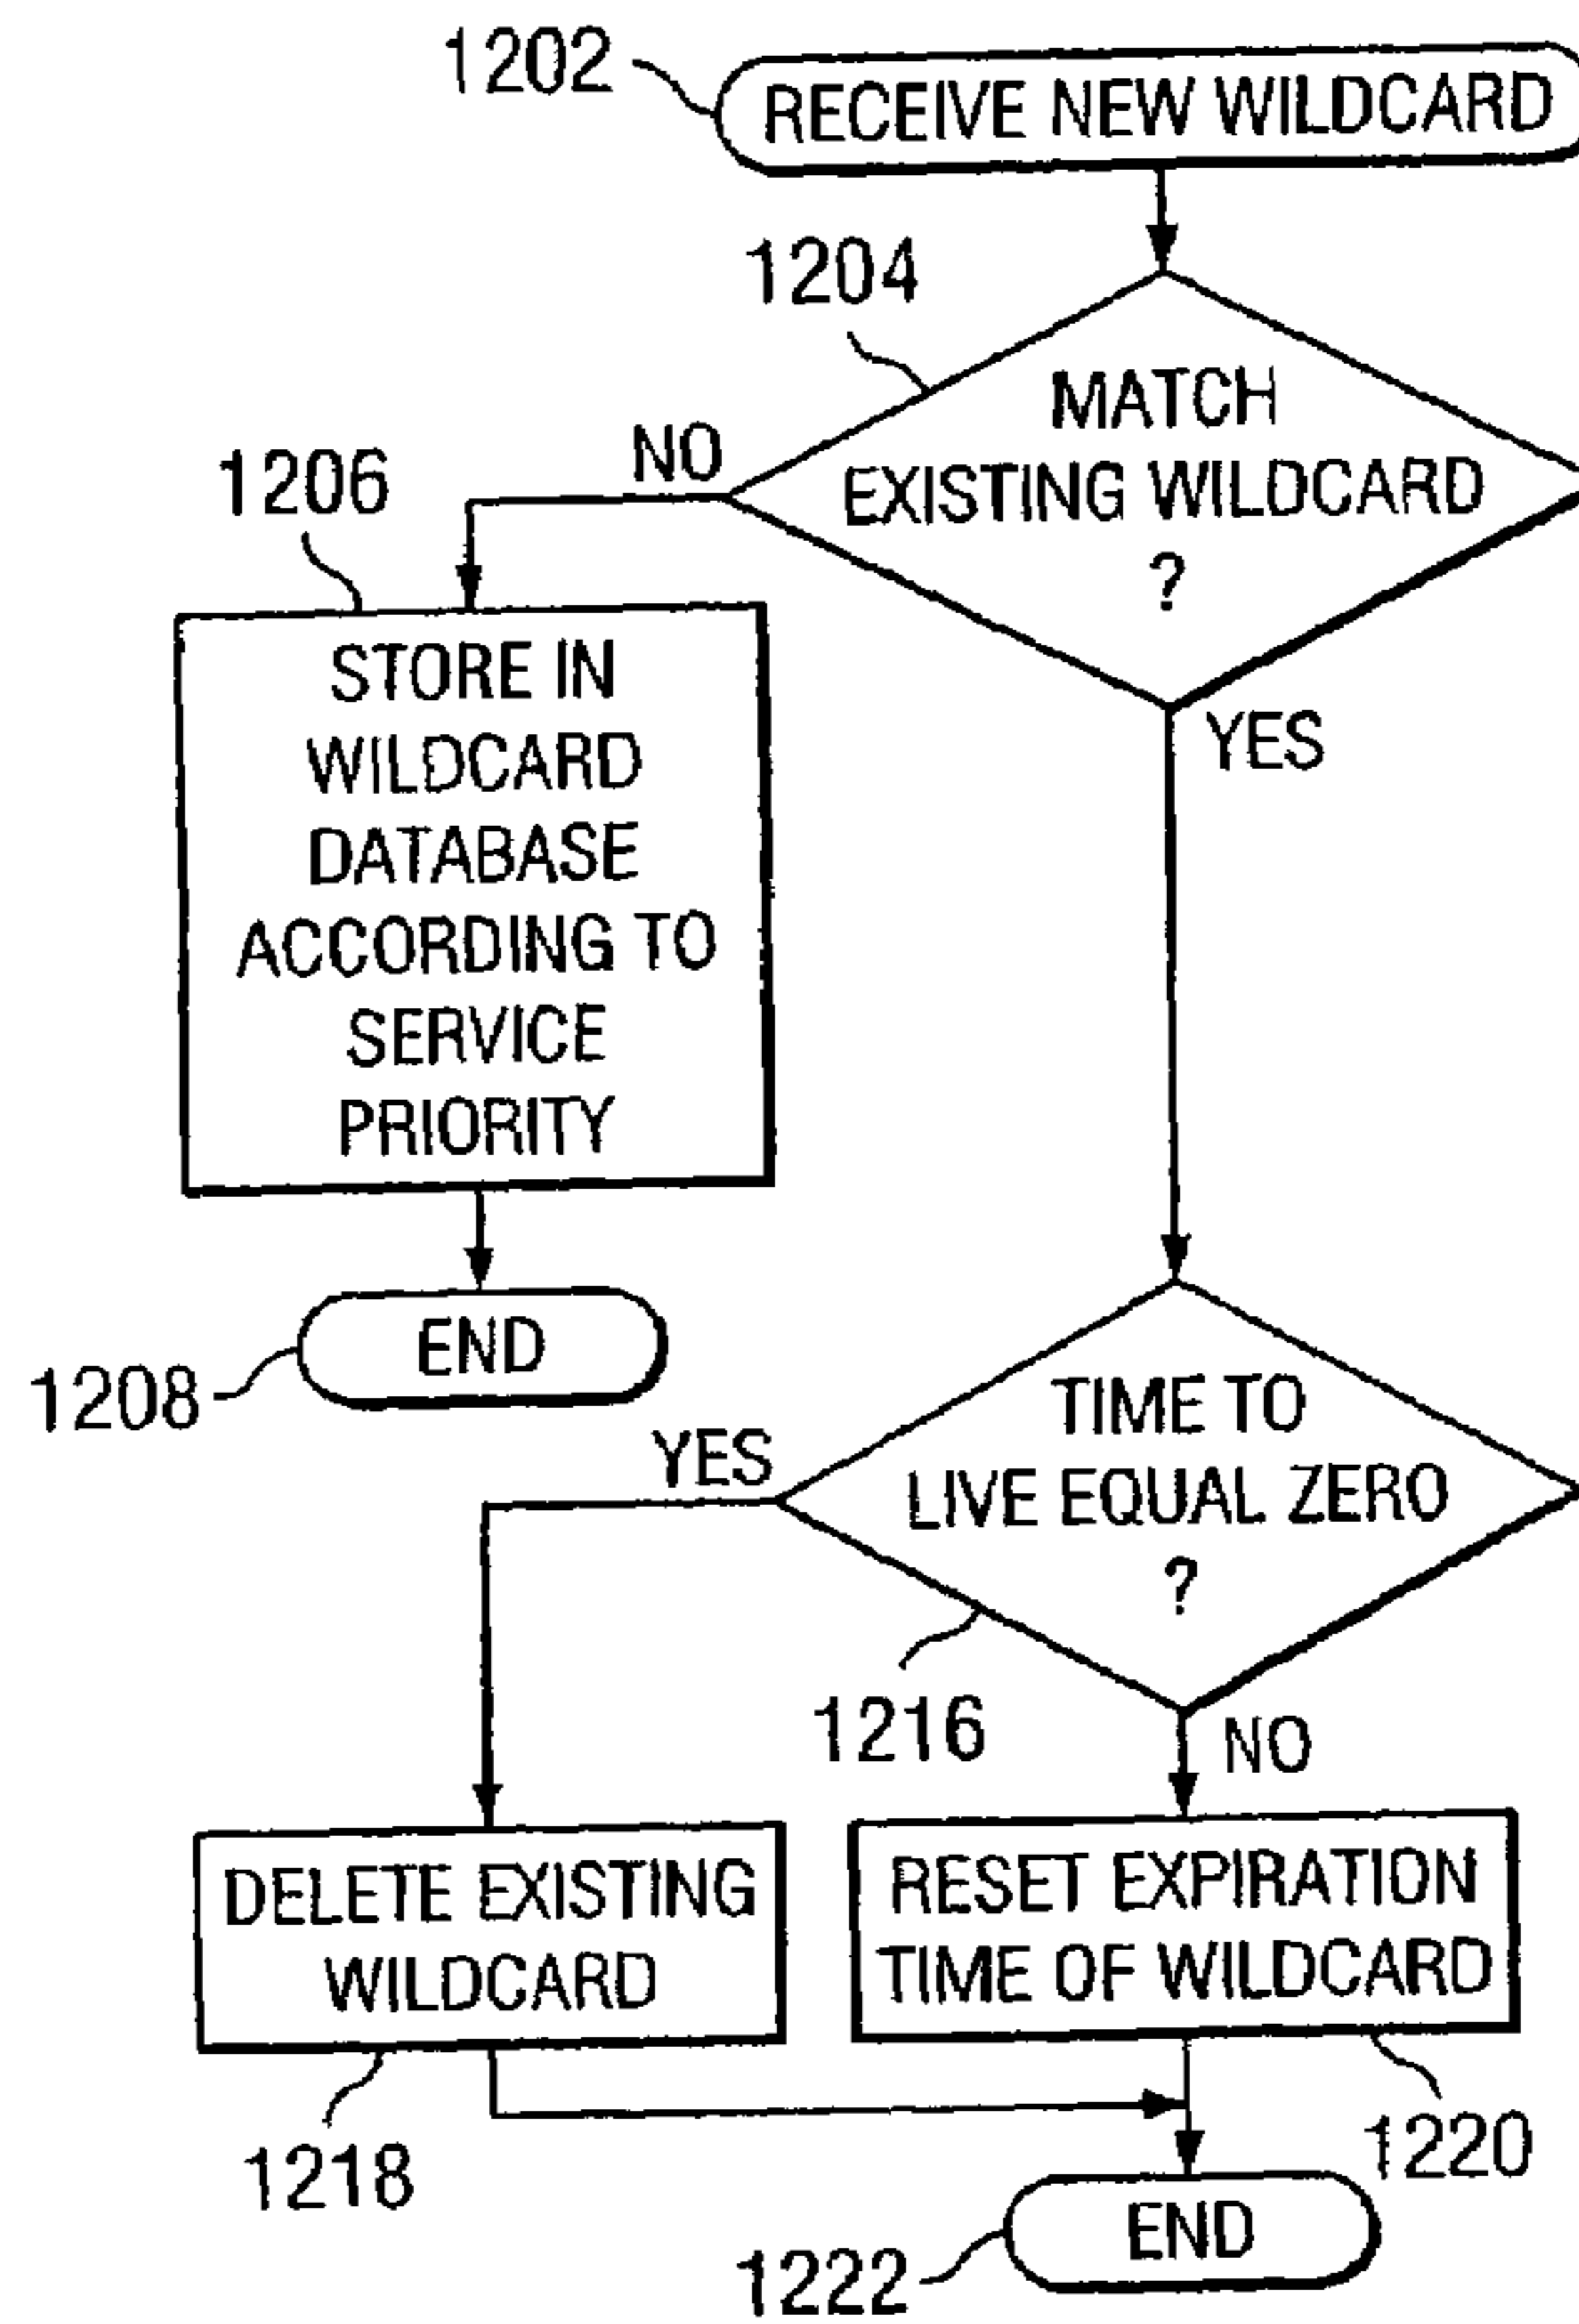 1202
RECEIVE NEW WILDCARD
1204
MATCH
EXISTING WILDCARD
?
NO
YES
1206
STORE IN
WILDCARD
DATABASE
ACCORDING TO
SERVICE
PRIORITY
END
1208
TIME TO
LIVE EQUAL ZERO
?
YES
1216
NO
DELETE EXISTING
WILDCARD
1218
RESET EXPIRATION
TIME OF WILDCARD
1220
END
1222